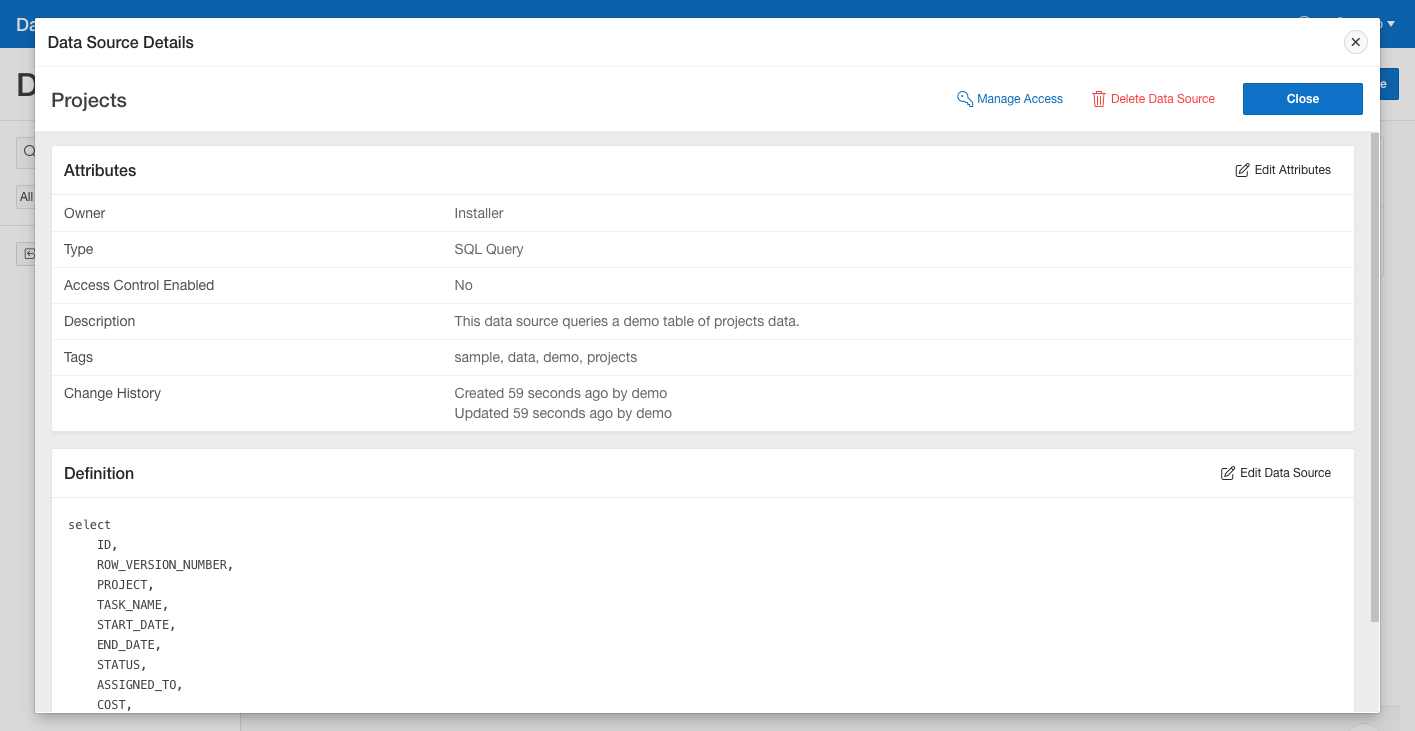 Da
Data Source Details
D
Projects
Manage Access
Delete Data Source
Close
Attributes
Edit Attributes
Owner
Installer
Type
SQL Query
All
Access Control Enabled
No
Description
This data source queries a demo table of projects data.
Tags
sample, data, demo, projects
Change History
Created 59 seconds ago by demo
Updated 59 seconds ago by demo
Definition
Edit Data Source
select
ID,
ROW_VERSION_NUMBER,
PROJECT,
TASK_NAME,
START_DATE,
END_DATE,
STATUS,
ASSIGNED_TO,
COST,